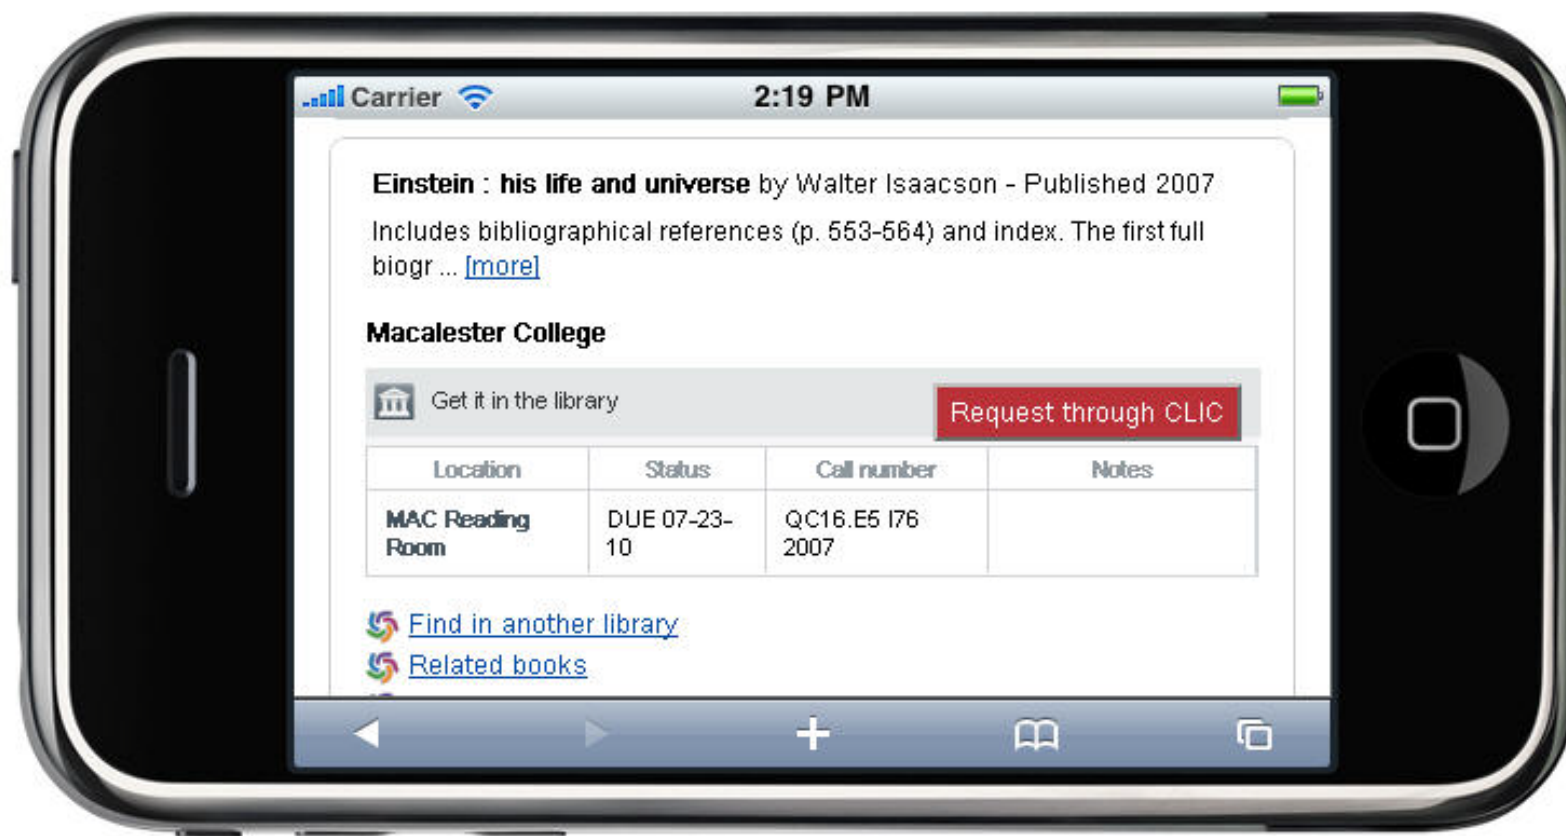 Carrier 2:19 PM
Einstein : his life and universe by Walter Isaacson - Published 2007
Includes bibliographical references (p. 553-564) and index. The first full
biogr ... [more]
Macalester College
Get it in the library
Request through CLIC
Location Status Call number Notes
MAC Reading DUE 07-23- QC16.E5 I76
Room 10 2007
Find in another library
Related books